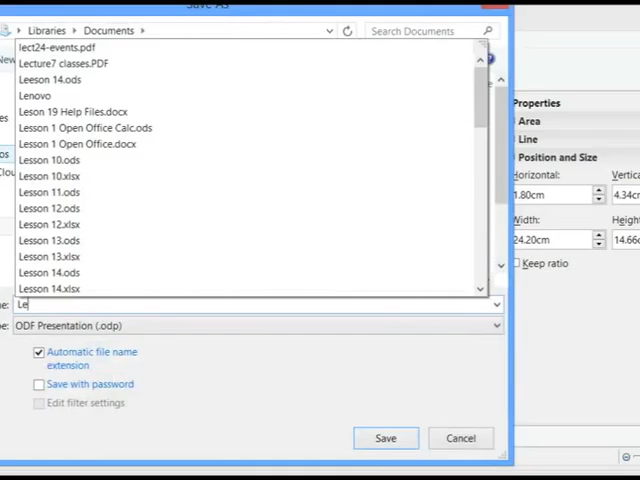 Save As
Libraries
Documents
Search Documents
New
lect24-events.pdf
Lecture7 classes.PDF
Leeson 14.ods
Lenovo
Leson 19 Help Files.docx
Lesson 1 Open Office Calc.ods
Lesson 1 Open Office.docx
Lesson 10.ods
Lesson 10.xlsx
Lesson 11.ods
Lesson 12.ods
Lesson 12.xlsx
Lesson 13.ods
Lesson 13.xlsx
Lesson 14.ods
Lesson 14.xlsx
Le
ODF Presentation (.odp)
Automatic file name
extension
Save with password
Edit filter settings
Save
Cancel
Properties
Area
Line
Position and Size
Horizontal:
Vertica
1.80cm
4.34cm
Width:
Height
24.20cm
14.66cm
Keep ratio